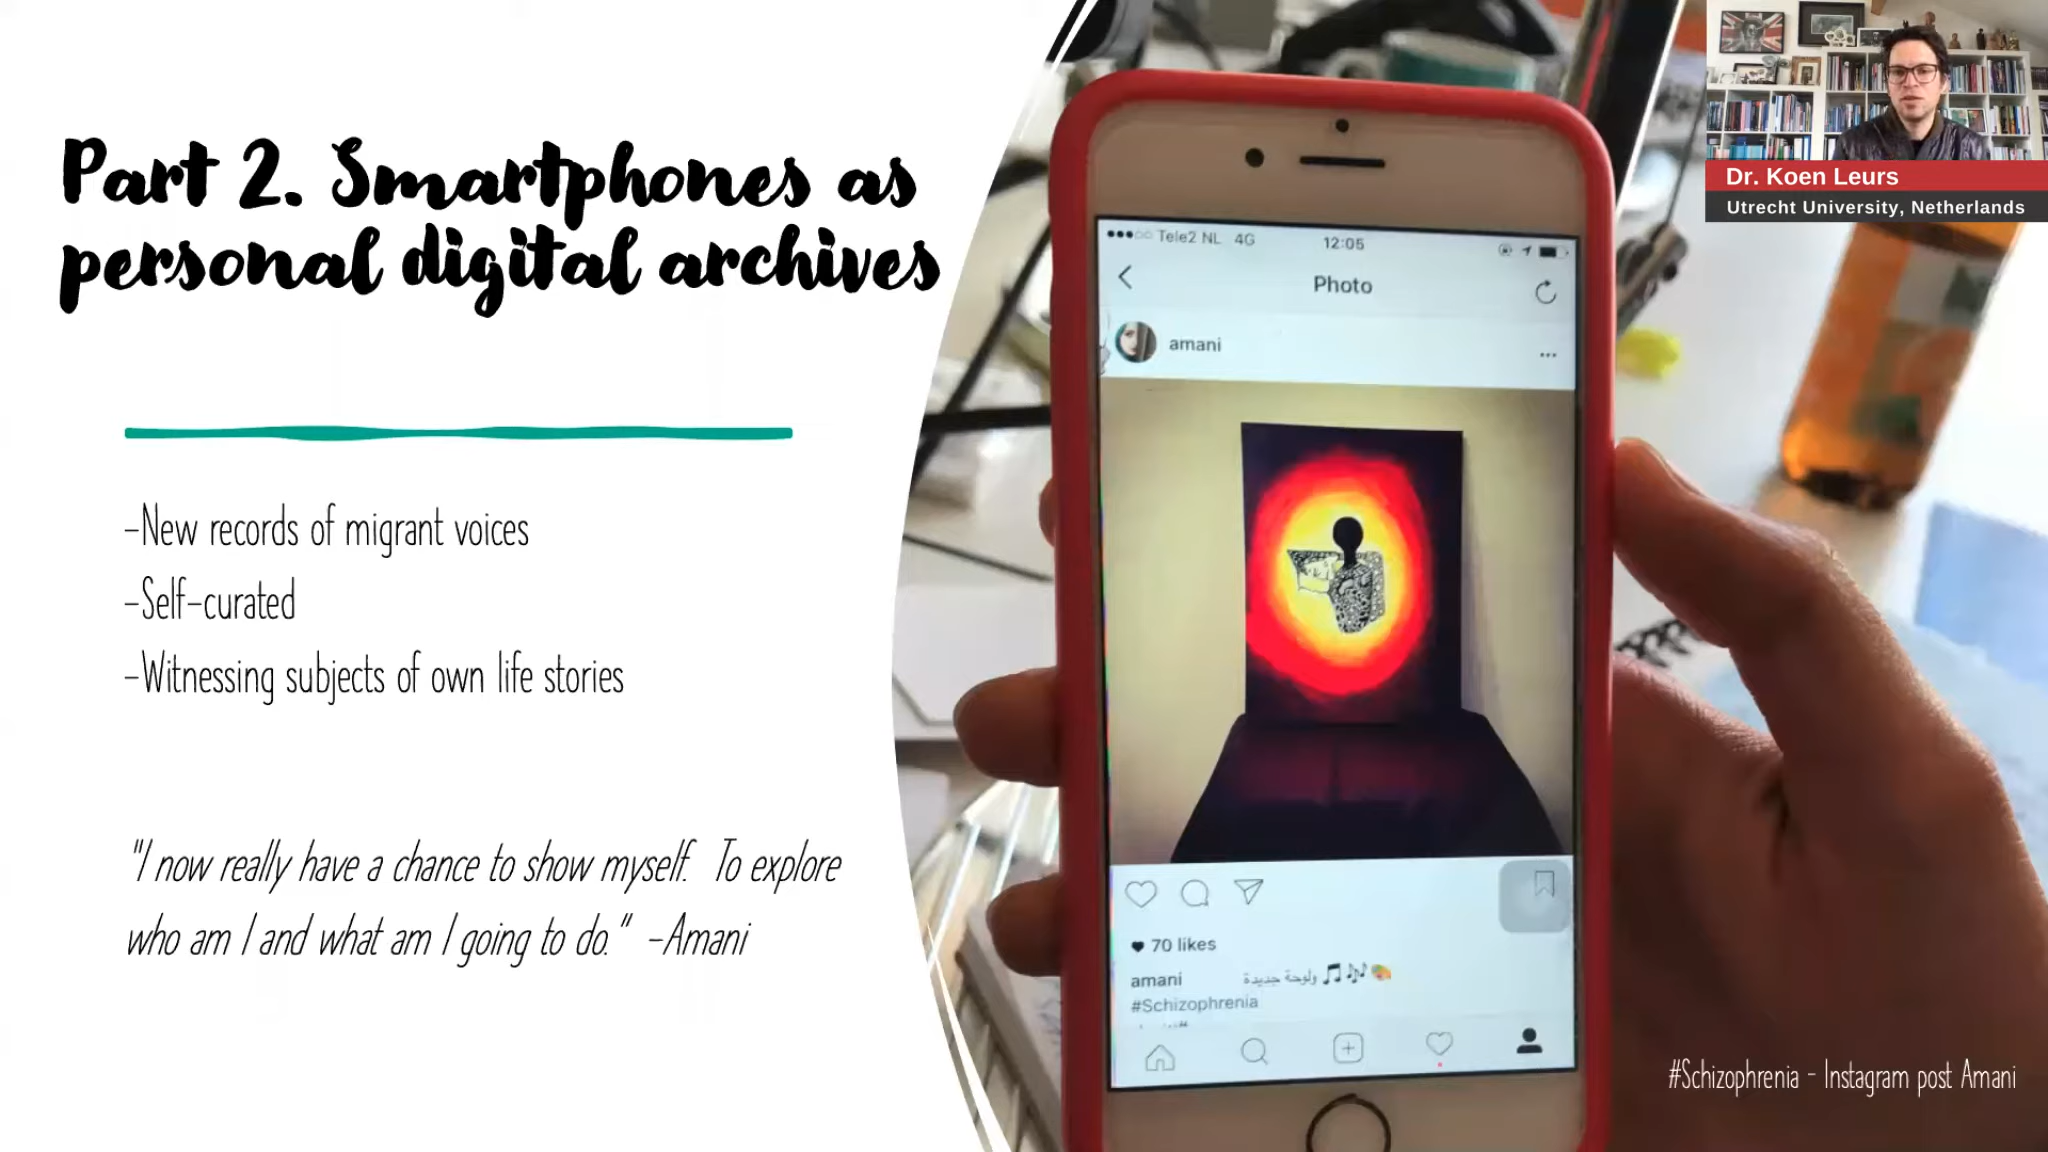 Part 2. Smartphones as
personal digital archives
-New records of migrant voices
-Self-curated
-Witnessing subjects of own life stories
"I now really have a chance to show myself. To explore
who am I and what am I going to do." -Amani
Tele2 NL 4G 12:05
Photo
amani
70 likes
amani ولوحة جديدة
#Schizophrenia
Dr. Koen Leurs
Utrecht University, Netherlands
#Schizophrenia - Instagram post Amani